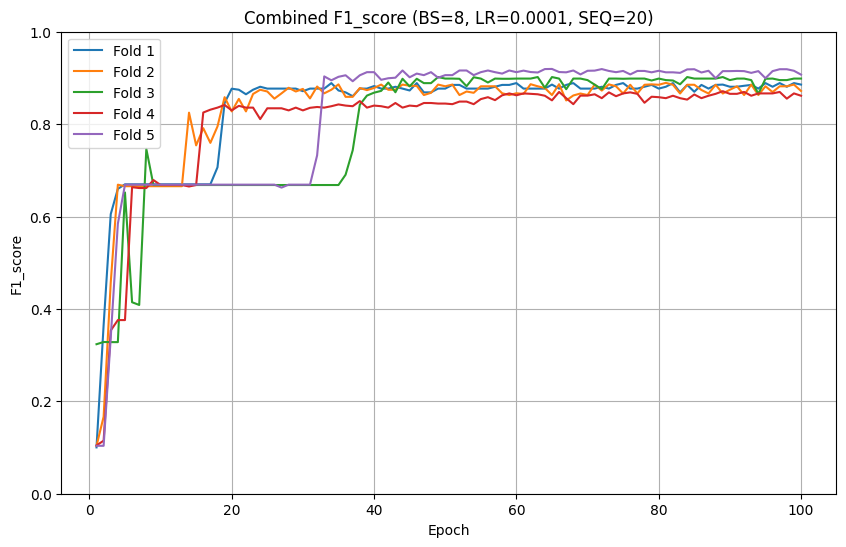 Combined F1_score (BS=8, LR=0.0001, SEQ=20)
Fold 1
Fold 2
Fold 3
Fold 4
Fold 5
1.0
0.8
0.6
0.4
0.2
0.0
F1_score
0 20 40 60 80 100
Epoch